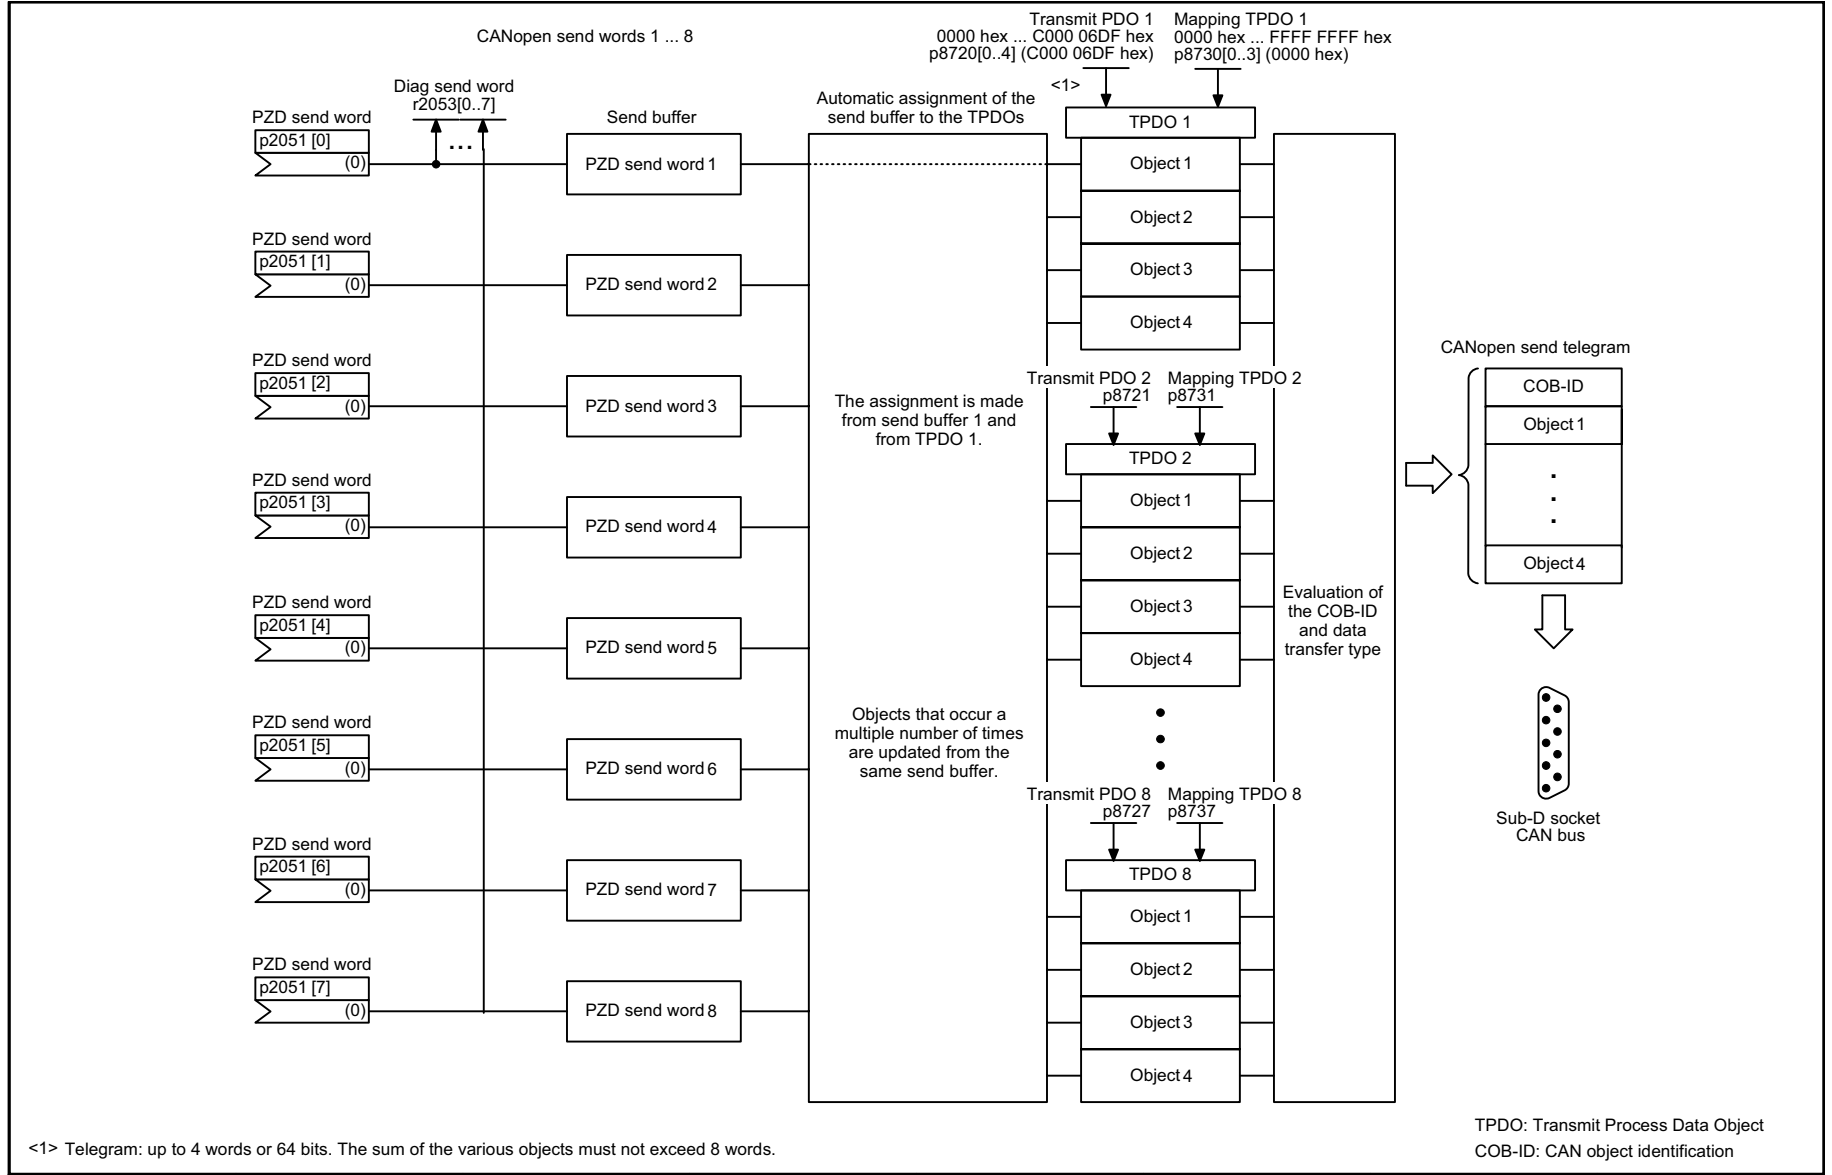 CANopen send words 1 ... 8
Transmit PDO 1
0000 hex ... C000 06DF hex
p8720[0..4] (C000 06DF hex)
Mapping TPDO 1
0000 hex ... FFFF FFFF hex
p8730[0..3] (0000 hex)
<1>
Diag send word
r2053[0..7]
...
Send buffer
Automatic assignment of the
send buffer to the TPDOs
PZD send word
p2051 [0]
(0)
PZD send word 1
PZD send word
p2051 [1]
(0)
PZD send word 2
PZD send word
p2051 [2]
(0)
PZD send word 3
PZD send word
p2051 [3]
(0)
PZD send word 4
PZD send word
p2051 [4]
(0)
PZD send word 5
PZD send word
p2051 [5]
(0)
PZD send word 6
PZD send word
p2051 [6]
(0)
PZD send word 7
PZD send word
p2051 [7]
(0)
PZD send word 8
The assignment is made
from send buffer 1 and
from TPDO 1.
Objects that occur a
multiple number of times
are updated from the
same send buffer.
TPDO 1
Object 1
Object 2
Object 3
Object 4
Transmit PDO 2
p8721
Mapping TPDO 2
p8731
TPDO 2
Object 1
Object 2
Object 3
Object 4
Transmit PDO 8
p8727
Mapping TPDO 8
p8737
TPDO 8
Object 1
Object 2
Object 3
Object 4
Evaluation of
the COB-ID
and data
transfer type
CANopen send telegram
COB-ID
Object 1
Object 4
Sub-D socket
CAN bus
TPDO: Transmit Process Data Object
COB-ID: CAN object identification
<1> Telegram: up to 4 words or 64 bits. The sum of the various objects must not exceed 8 words.